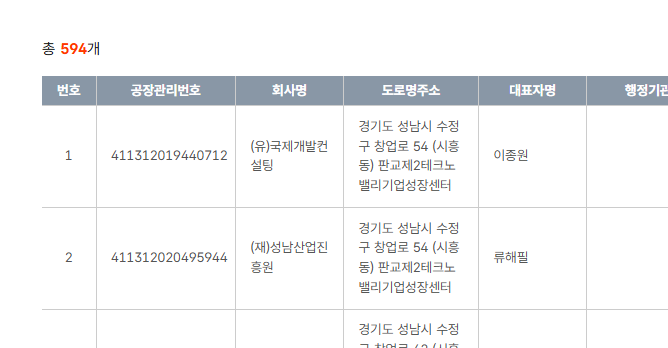 총 594개
번호 공장관리번호 회사명 도로명주소 대표자명 행정기관
1 411312019440712 (유)국제개발컨
설팅 경기도 성남시 수정
구 창업로 54 (시흥
동) 판교제2테크노
밸리기업성장센터 이종원
2 411312020495944 (재)성남산업진
흥원 경기도 성남시 수정
구 창업로 54 (시흥
동) 판교제2테크노
밸리기업성장센터 류해필
경기도 성남시 수정